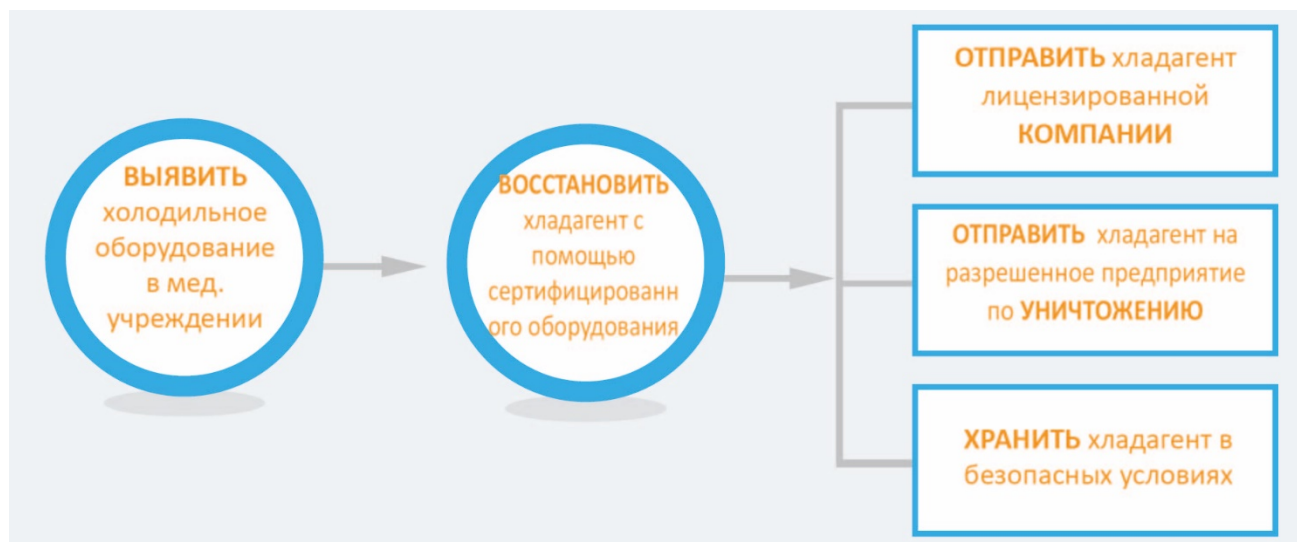 ВЫЯВИТЬ
холодильное
оборудование
в мед.
учреждении
ВОССТАНОВИТЬ
хладагент с
помощью
сертифицированн
ого оборудования
ОТПРАВИТЬ хладагент
лицензированной
КОМПАНИИ
ОТПРАВИТЬ хладагент на
разрешенное предприятие
по УНИЧТОЖЕНИЮ
ХРАНИТЬ хладагент в
безопасных условиях